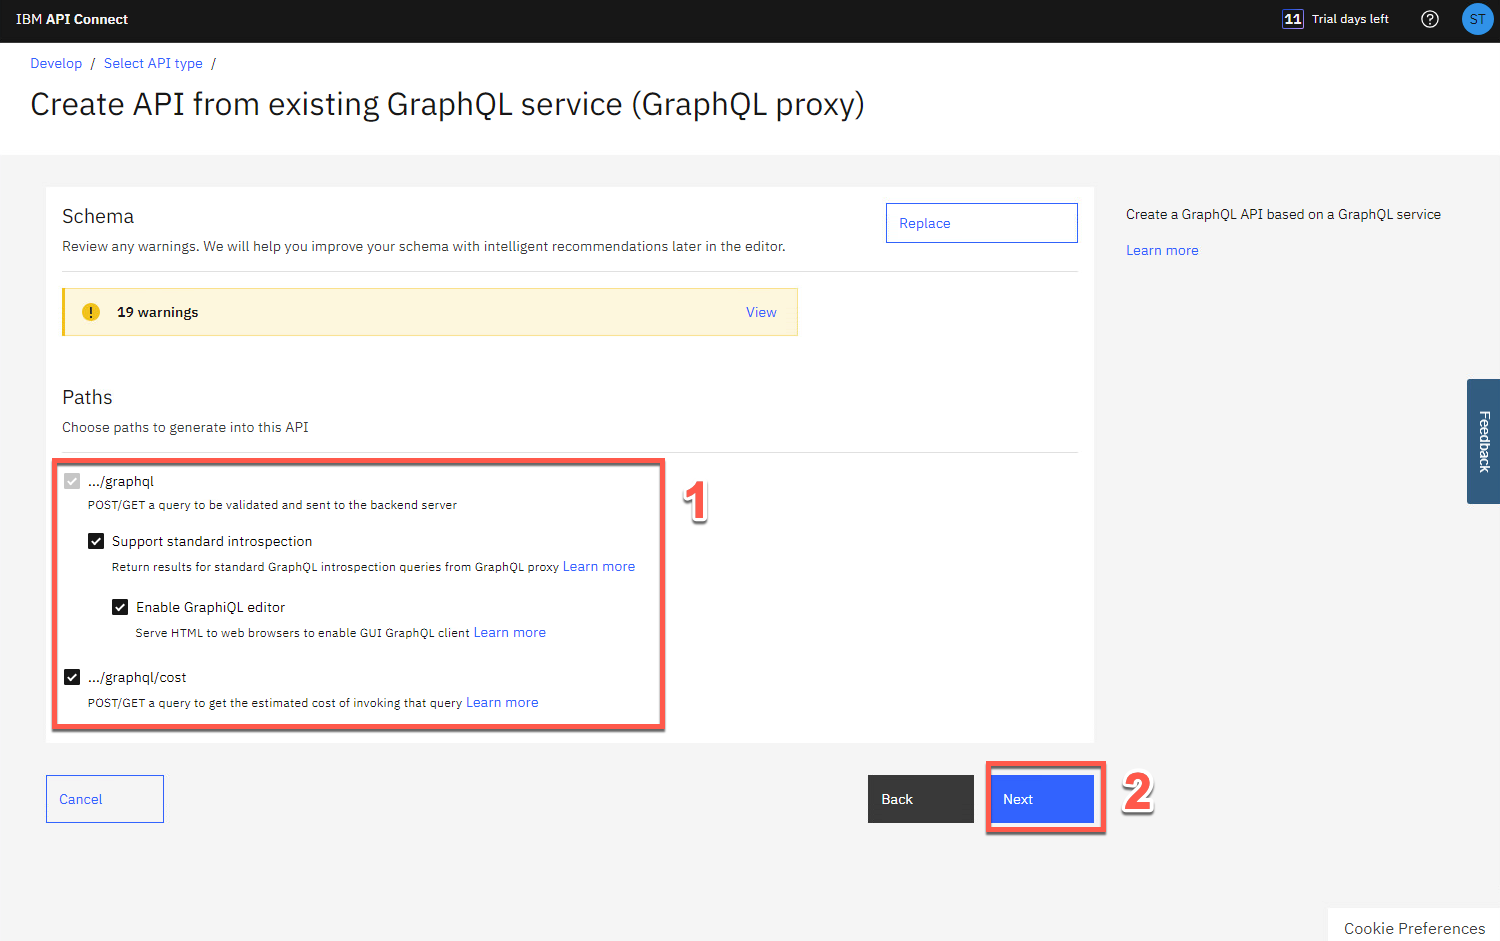 IBM API Connect
11 Trial days left
ST
Develop / Select API type /
Create API from existing GraphQL service (GraphQL proxy)
Schema
Replace
Review any warnings. We will help you improve your schema with intelligent recommendations later in the editor.
19 warnings
View
Paths
Choose paths to generate into this API
.../graphql
POST/GET a query to be validated and sent to the backend server
Support standard introspection
Return results for standard GraphQL introspection queries from GraphQL proxy Learn more
Enable GraphiQL editor
Serve HTML to web browsers to enable GUI GraphQL client Learn more
.../graphql/cost
POST/GET a query to get the estimated cost of invoking that query Learn more
1
Create a GraphQL API based on a GraphQL service
Learn more
Feedback
Cancel
Back
Next
2
Cookie Preferences